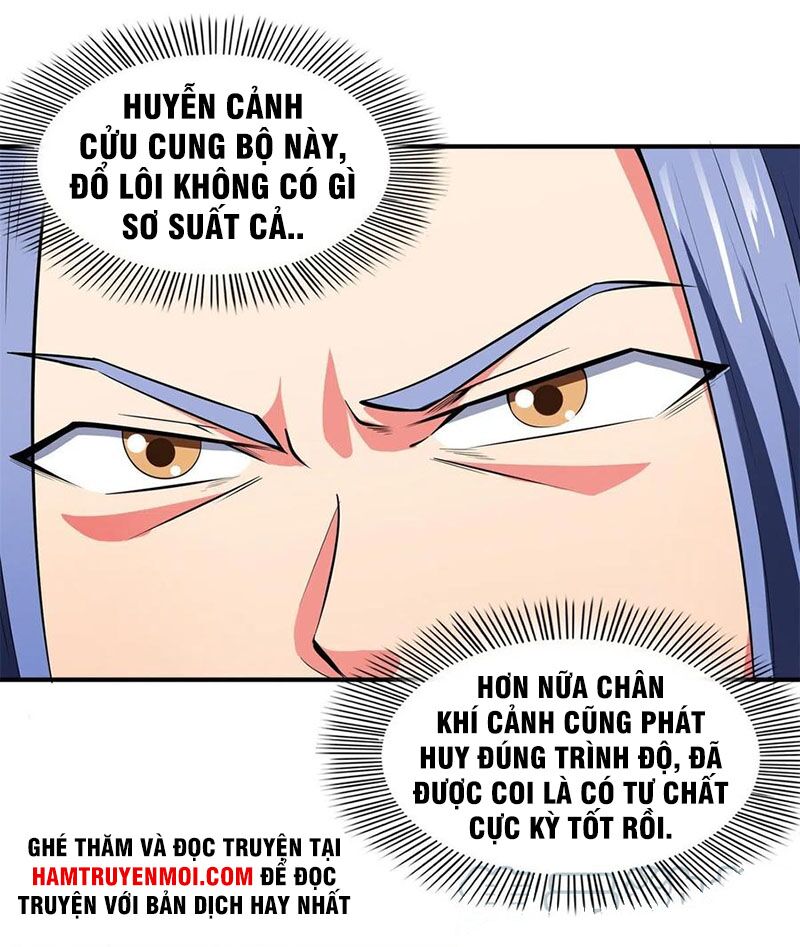 HUYỄN CẢNH
CỬU CUNG BỘ NÀY,
ĐỔ LÔI KHÔNG CÓ GÌ
SƠ SUẤT CẢ..
HƠN NỮA CHÂN
KHÍ CẢNH CŨNG PHÁT
HUY ĐÚNG TRÌNH ĐỘ, ĐÃ
ĐƯỢC COI LÀ CÓ TƯ CHẤT
CỰC KỲ TỐT RỒI.
GHÉ THĂM VÀ ĐỌC TRUYỆN TẠI
HAMTRUYENMOI.COM ĐỂ ĐỌC
TRUYỆN VỚI BẢN DỊCH HAY NHẤT